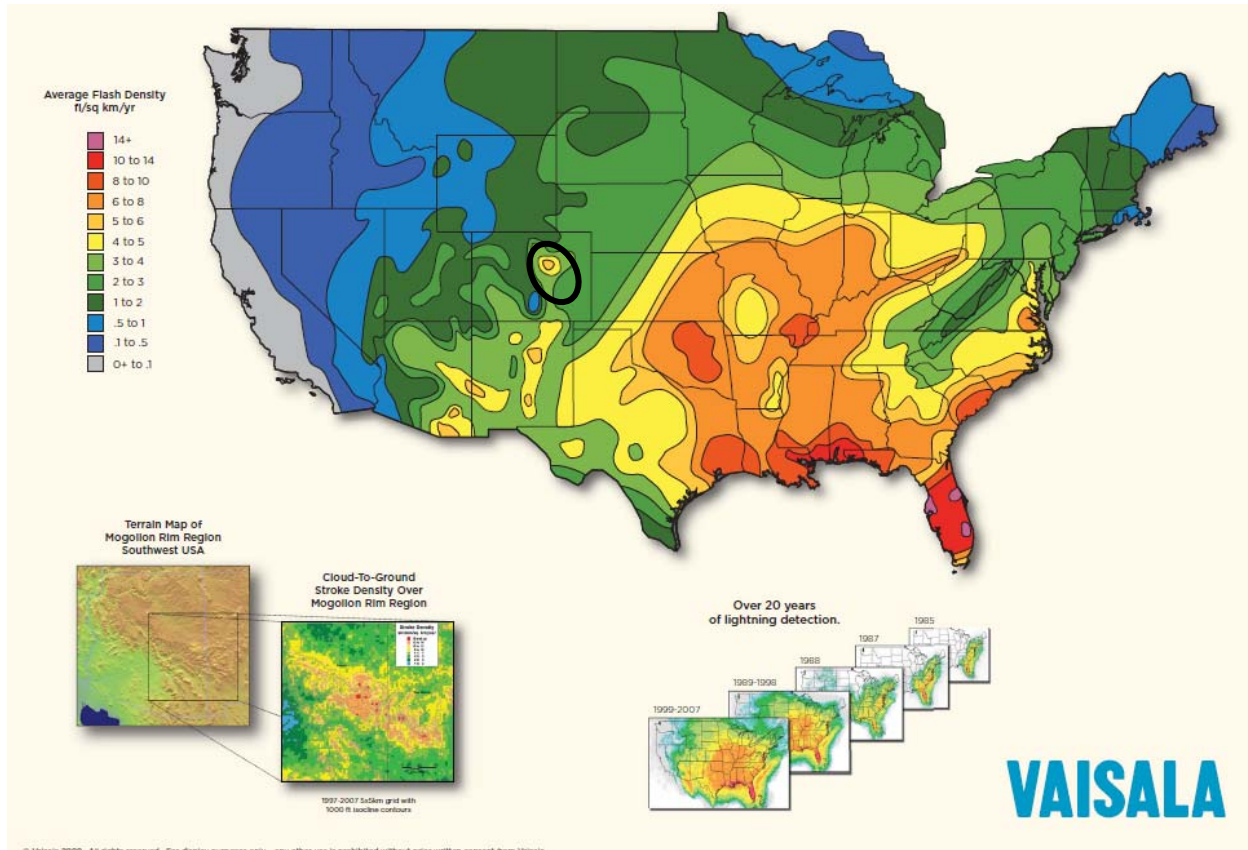 Average Flash Density
fl/sq km/yr
14+
10 to 14
8 to 10
6 to 8
5 to 6
4 to 5
3 to 4
2 to 3
1 to 2
.5 to 1
.1 to .5
0+ to .1
Terrain Map of
Mogollon Rim Region
Southwest USA
Cloud-To-Ground
Stroke Density Over
Mogollon Rim Region
Stroke Density
1997-2007 5x5km grid with
1000 ft isocline contours
Over 20 years
of lightning detection.
1985
1987
1988
1989-1998
1999-2007
VAISALA